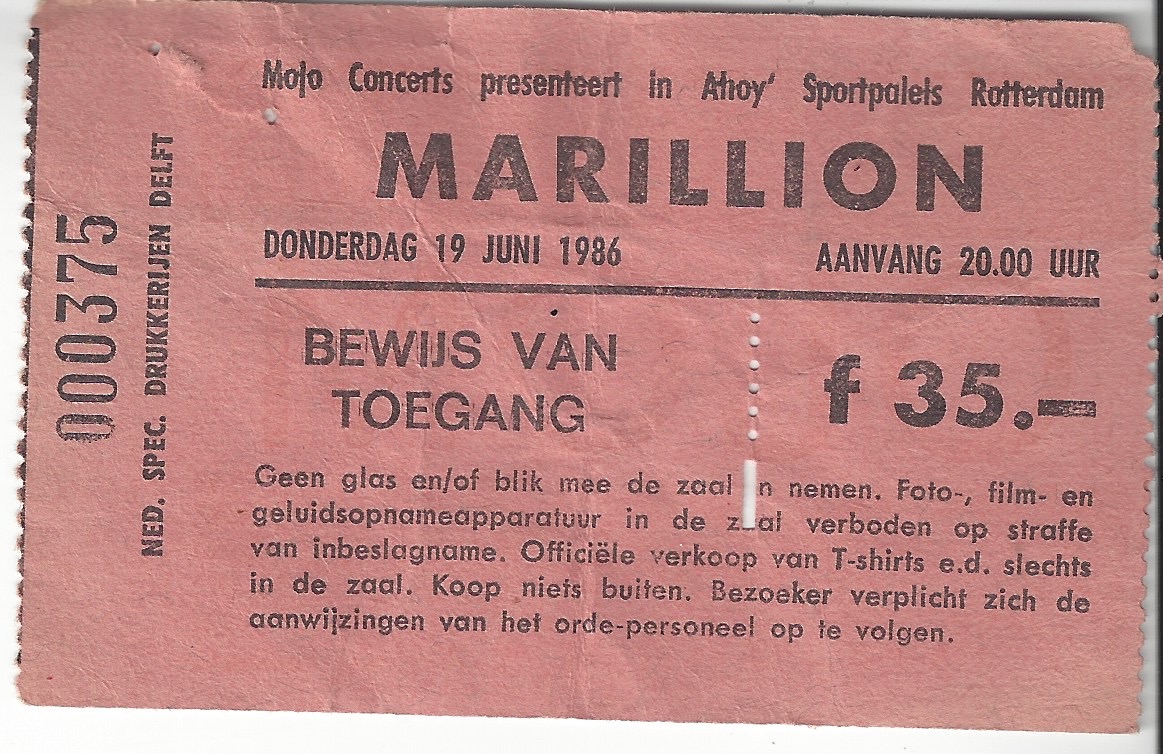 Mojo Concerts presenteert in Ahoy' Sportpaleis Rotterdam
MARILLION
DONDERDAG 19 JUNI 1986 AANVANG 20.00 UUR
BEWIJS VAN
TOEGANG
f 35.–
Geen glas en/of blik mee de zaal in nemen. Foto-, film- en
geluidsopnameapparatuur in de zaal verboden op straffe
van inbeslagname. Officiële verkoop van T-shirts e.d. slechts
in de zaal. Koop niets buiten. Bezoeker verplicht zich de
aanwijzingen van het orde-personeel op te volgen.
000375
NED. SPEC. DRUKKERIJEN DELFT